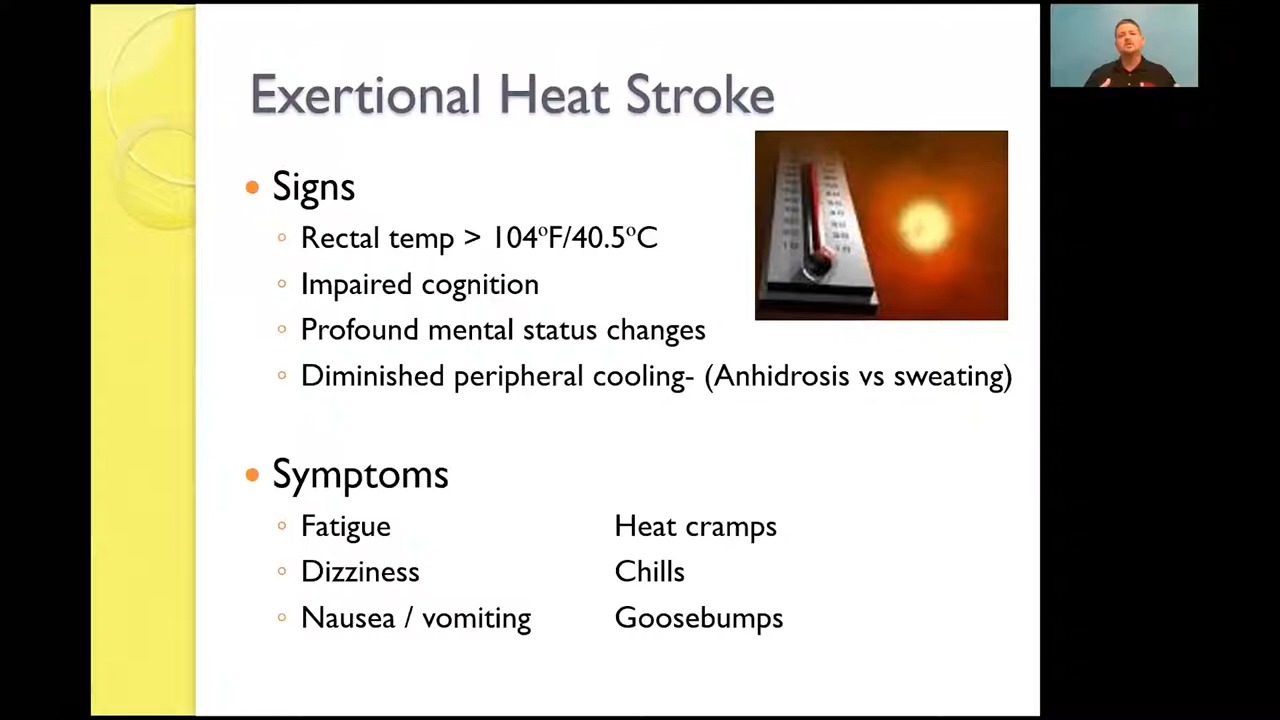 Exertional Heat Stroke
Signs
Rectal temp > 104ºF/40.5ºC
Impaired cognition
Profound mental status changes
Diminished peripheral cooling- (Anhidrosis vs sweating)
Symptoms
Fatigue Heat cramps
Dizziness Chills
Nausea / vomiting Goosebumps